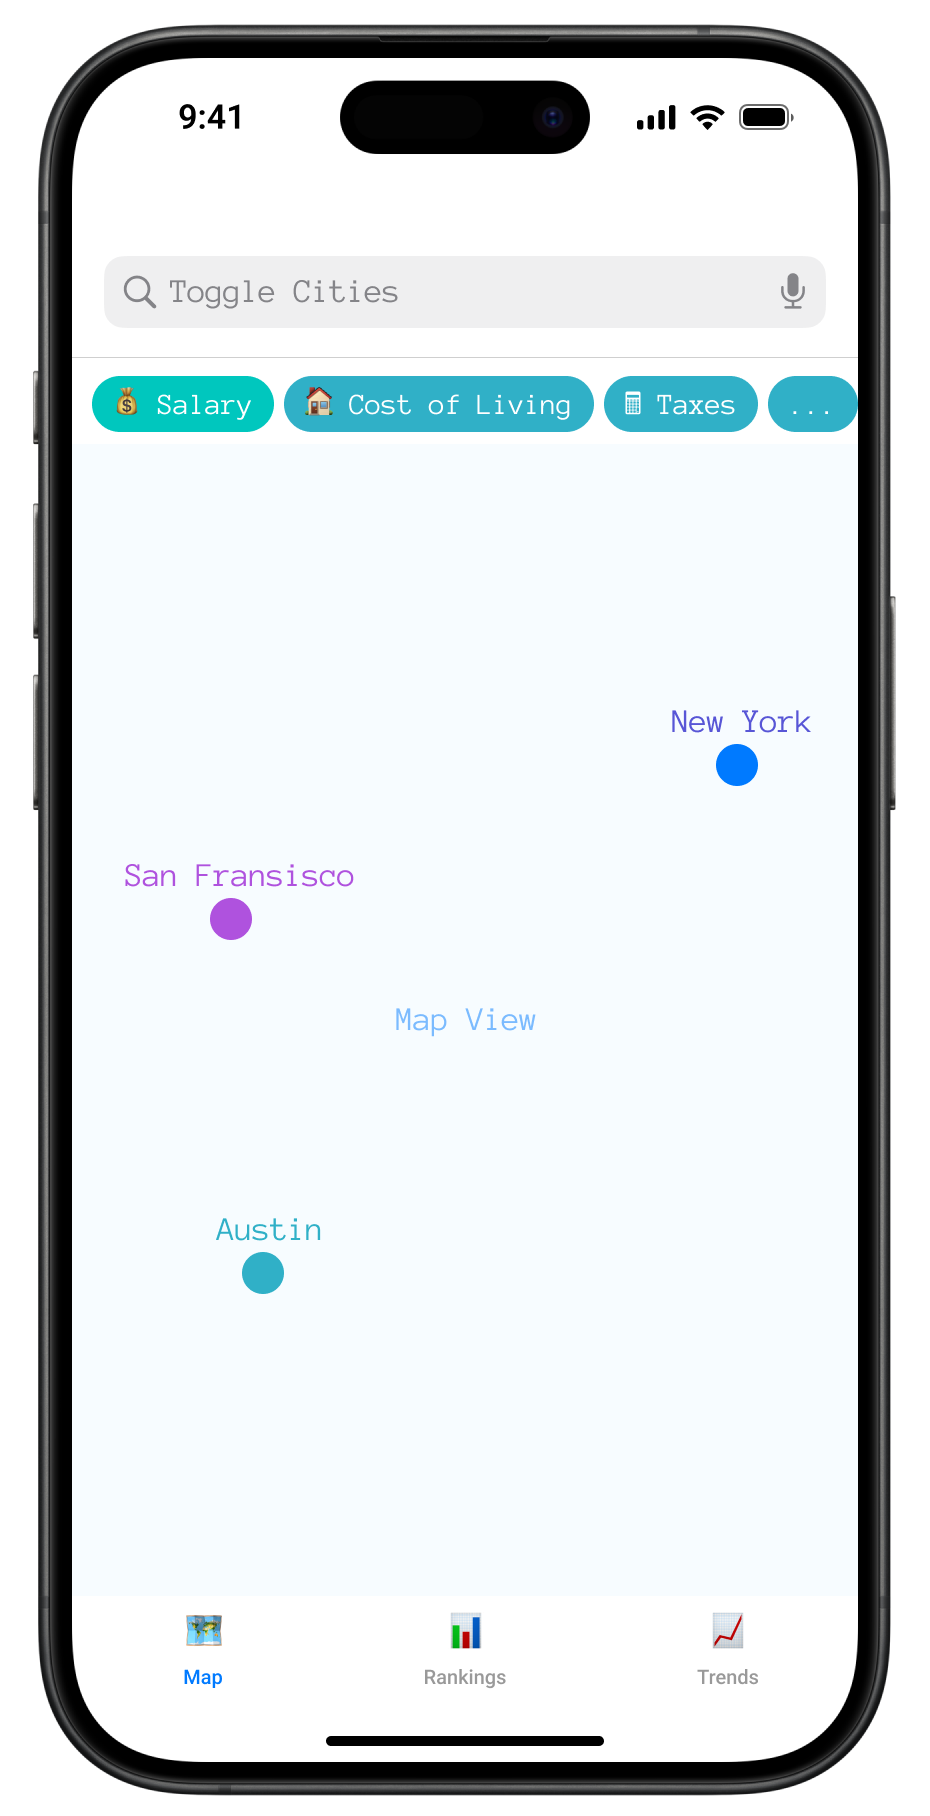 9:41
Toggle Cities
Salary Cost of Living Taxes ...
New York
San Fransisco
Map View
Austin
Map Rankings Trends